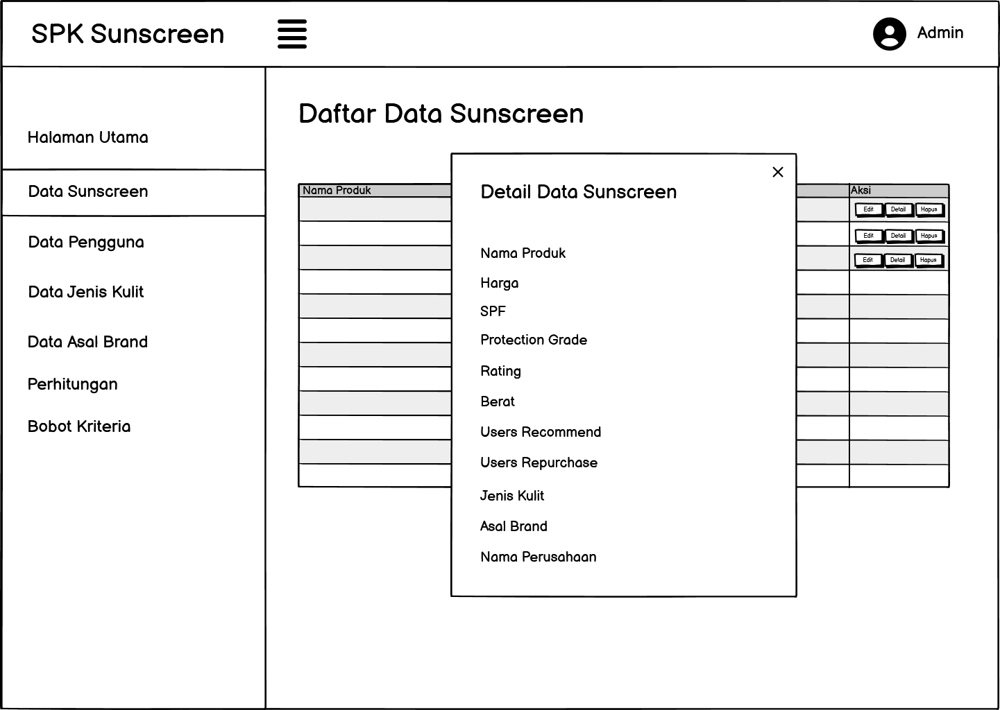 SPK Sunscreen
Admin
Halaman Utama
Data Sunscreen
Data Pengguna
Data Jenis Kulit
Data Asal Brand
Perhitungan
Bobot Kriteria
Daftar Data Sunscreen
Nama Produk
Aksi
Edit Detail Hapus
Edit Detail Hapus
Edit Detail Hapus
Detail Data Sunscreen
Nama Produk
Harga
SPF
Protection Grade
Rating
Berat
Users Recommend
Users Repurchase
Jenis Kulit
Asal Brand
Nama Perusahaan